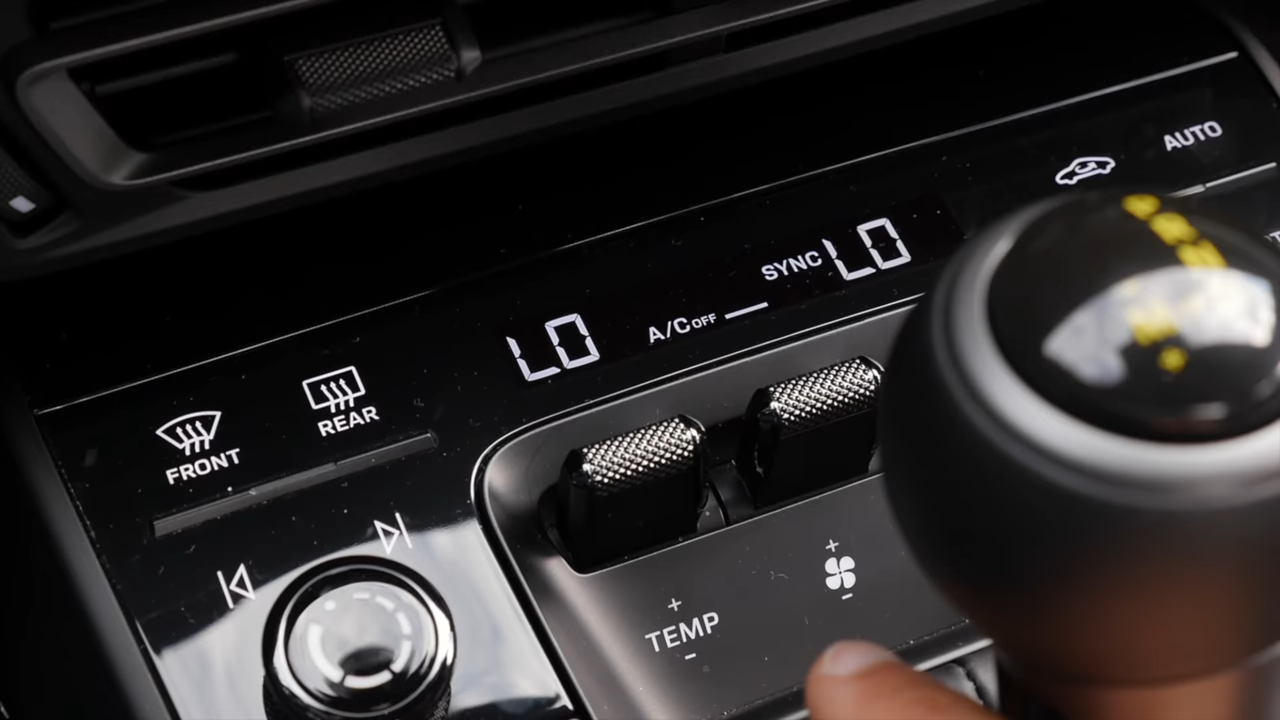 AUTO
SYNC LO
LO A/C OFF
REAR
FRONT
+
+
TEMP
-
-